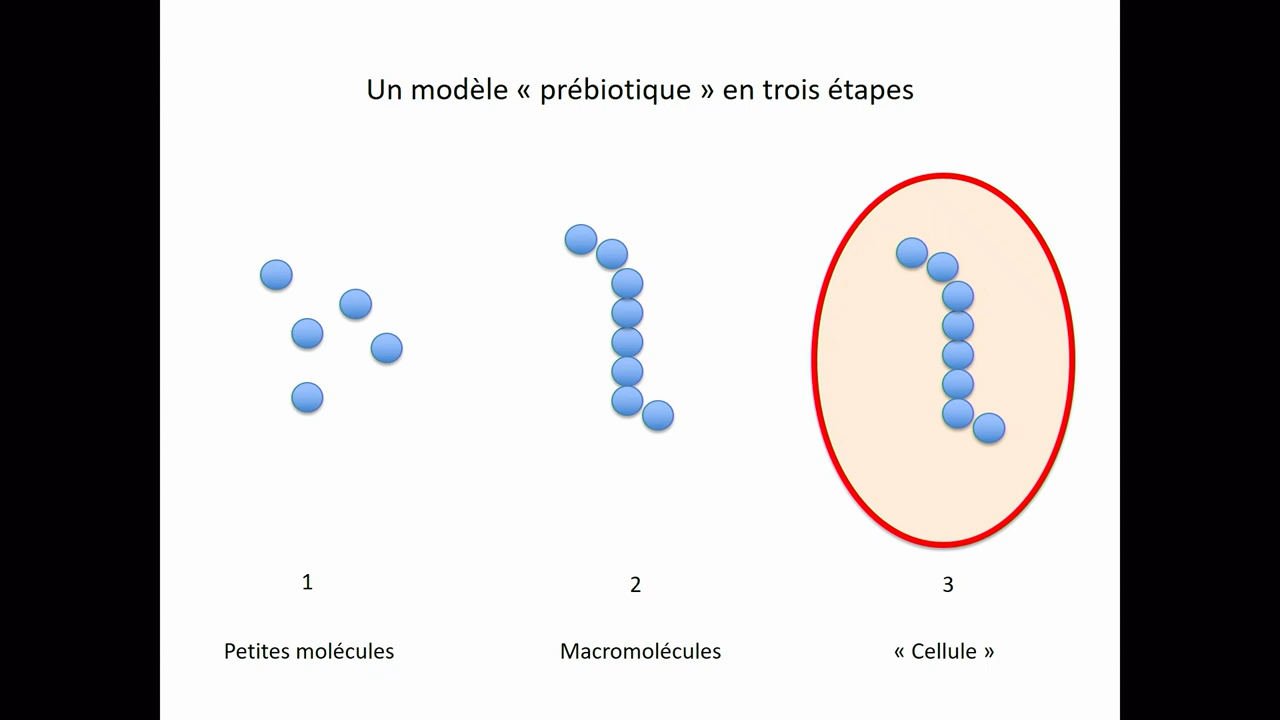 Un modèle « prébiotique » en trois étapes
1
2
3
Petites molécules
Macromolécules
« Cellule »